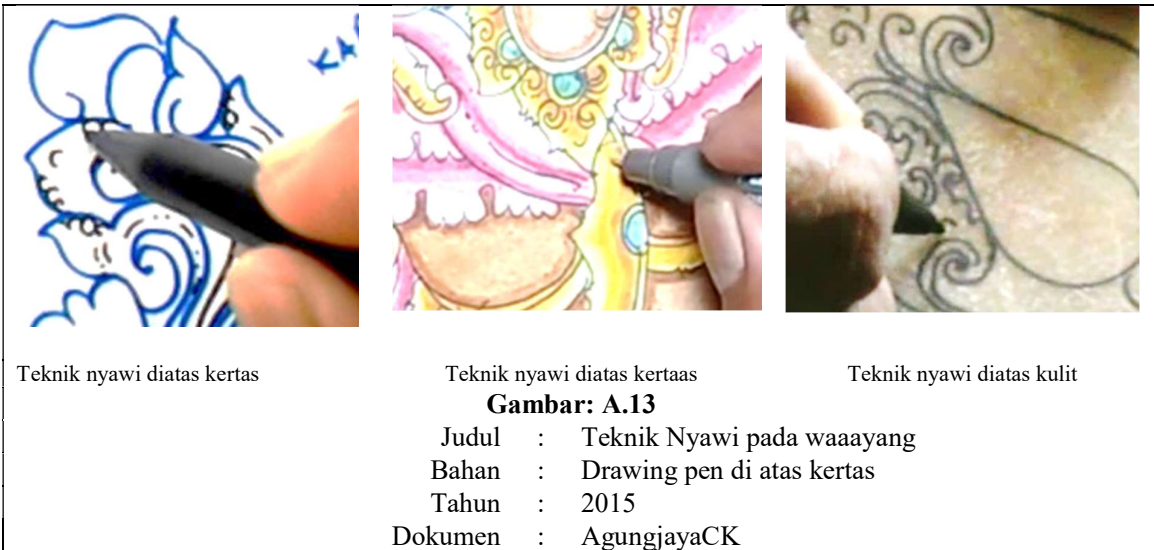 KAR
Teknik nyawi diatas kertas
Teknik nyawi diatas kertaas
Teknik nyawi diatas kulit
Gambar: A.13
Judul : Teknik Nyawi pada waaayang
Bahan : Drawing pen di atas kertas
Tahun : 2015
Dokumen : AgungjayaCK